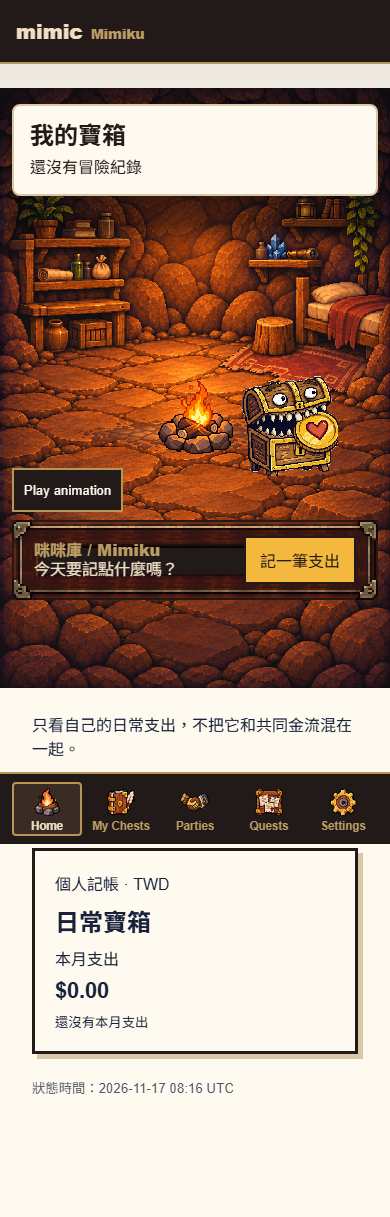 mimic Mimiku
我的寶箱
還沒有冒險紀錄
Play animation
咪咪庫 / Mimiku
今天要記點什麼嗎？
記一筆支出
只看自己的日常支出，不把它和共同金流混在
一起。
Home
My Chests
Parties
Quests
Settings
個人記帳 · TWD
日常寶箱
本月支出
$0.00
還沒有本月支出
狀態時間：2026-11-17 08:16 UTC